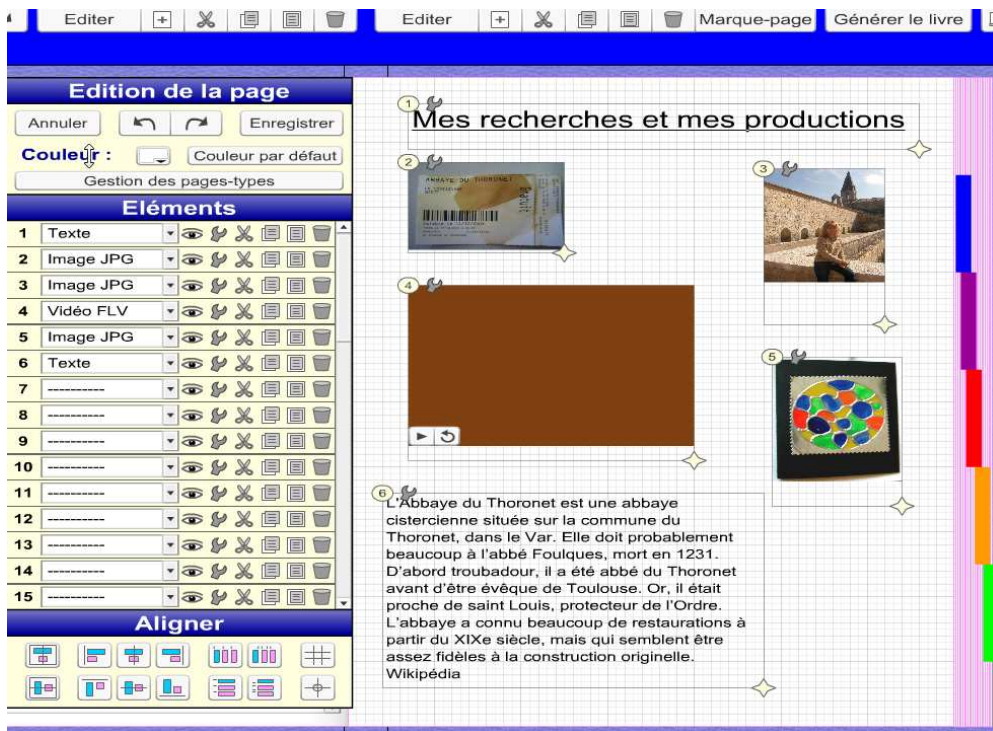 Editer
Editer
Marque-page
Générer le livre
Edition de la page
Annuler
Enregistrer
Couleur :
Couleur par défaut
Gestion des pages-types
Eléments
1 Texte
2 Image JPG
3 Image JPG
4 Vidéo FLV
5 Image JPG
6 Texte
7 ----------
8 ----------
9 ----------
10 ----------
11 ----------
12 ----------
13 ----------
14 ----------
15 ----------
Aligner
1
Mes recherches et mes productions
2
ABBAYE DU THORONET
Gratuit
3
4
5
6
L'Abbaye du Thoronet est une abbaye
cistercienne située sur la commune du
Thoronet, dans le Var. Elle doit probablement
beaucoup à l'abbé Foulques, mort en 1231.
D'abord troubadour, il a été abbé du Thoronet
avant d'être évêque de Toulouse. Or, il était
proche de saint Louis, protecteur de l'Ordre.
L'abbaye a connu beaucoup de restaurations à
partir du XIXe siècle, mais qui semblent être
assez fidèles à la construction originelle.
Wikipédia